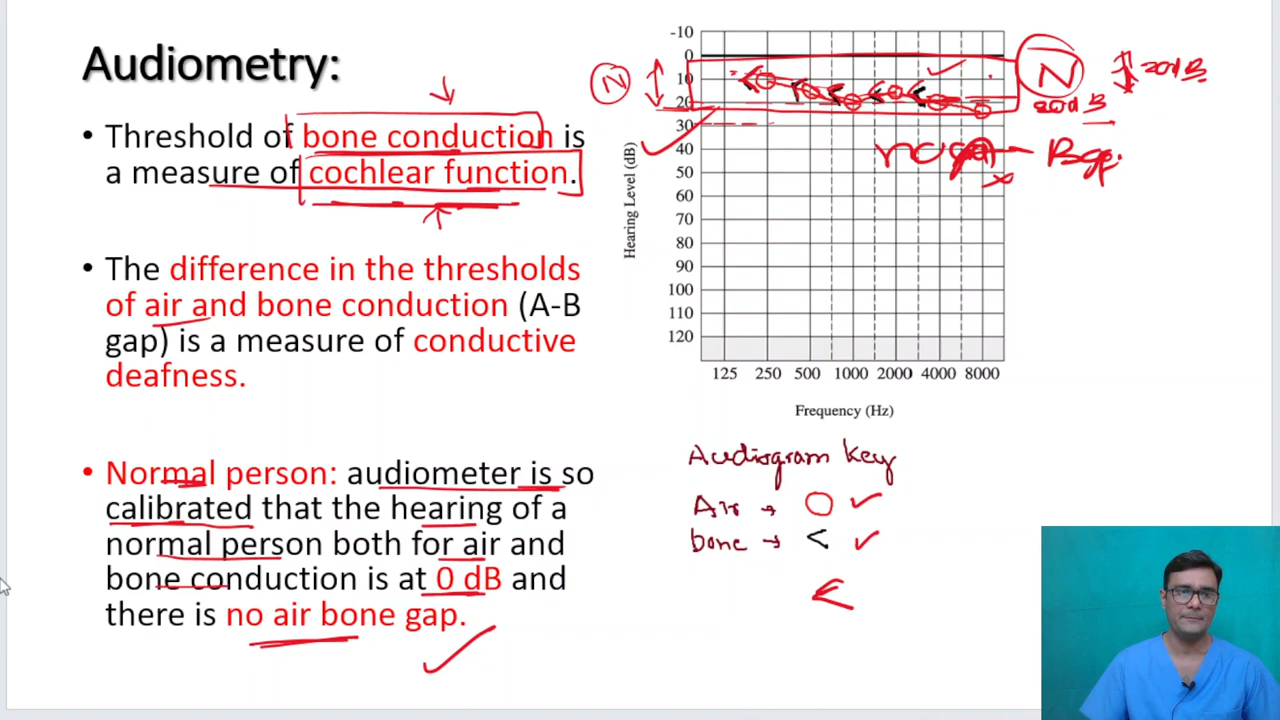 Audiometry:
• Threshold of bone conduction is
a measure of cochlear function.
• The difference in the thresholds
of air and bone conduction (A-B
gap) is a measure of conductive
deafness.
• Normal person: audiometer is so
calibrated that the hearing of a
normal person both for air and
bone conduction is at 0 dB and
there is no air bone gap.
-10
0
10
20
30
40
50
60
70
80
90
100
110
120
Hearing Level (dB)
125 250 500 1000 2000 4000 8000
Frequency (Hz)
N
N
20dB
20dB
no A-B gap.
Audiogram Key
Air →
bone → <
<